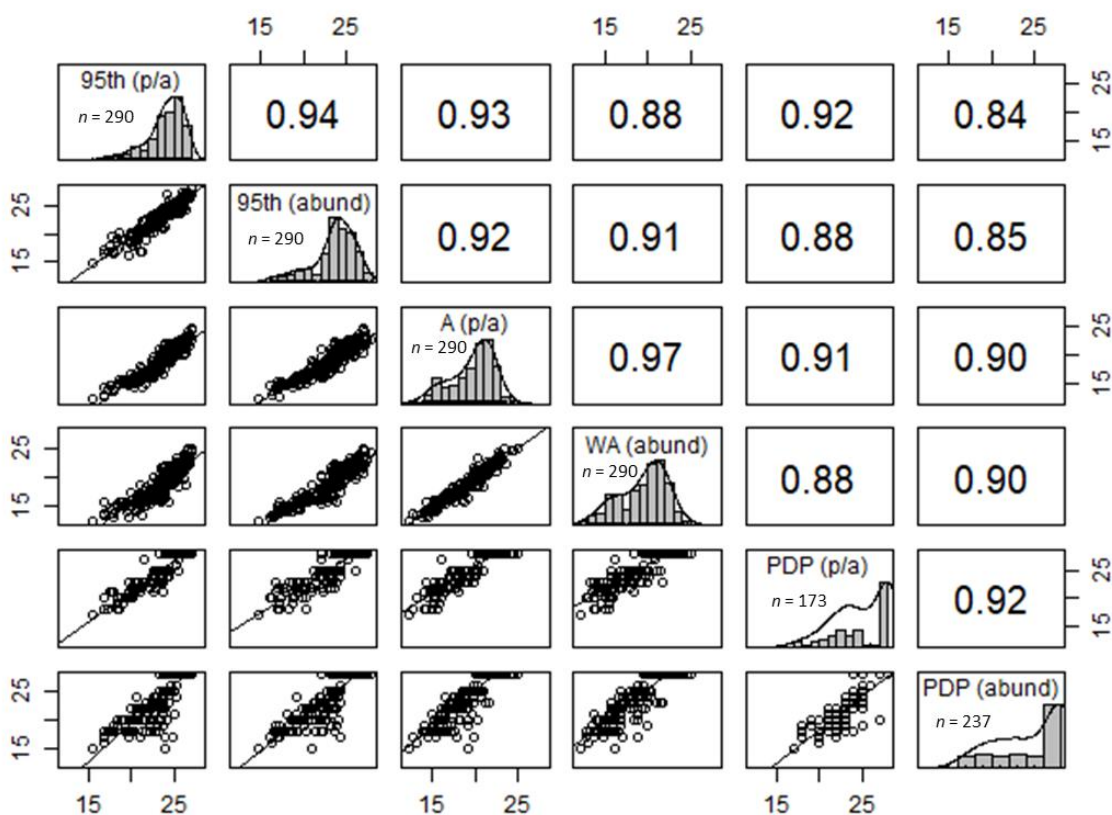 15 25 15 25 15 25
95th (p/a)
n = 290
0.94 0.93 0.88 0.92 0.84
15 25
15 25
95th (abund)
n = 290
0.92 0.91 0.88 0.85
A (p/a)
n = 290
0.97 0.91 0.90
15 25
15 25
WA (abund)
n = 290
0.88 0.90
PDP (p/a)
n = 173
0.92
15 25
15 25
PDP (abund)
n = 237
15 25 15 25 15 25